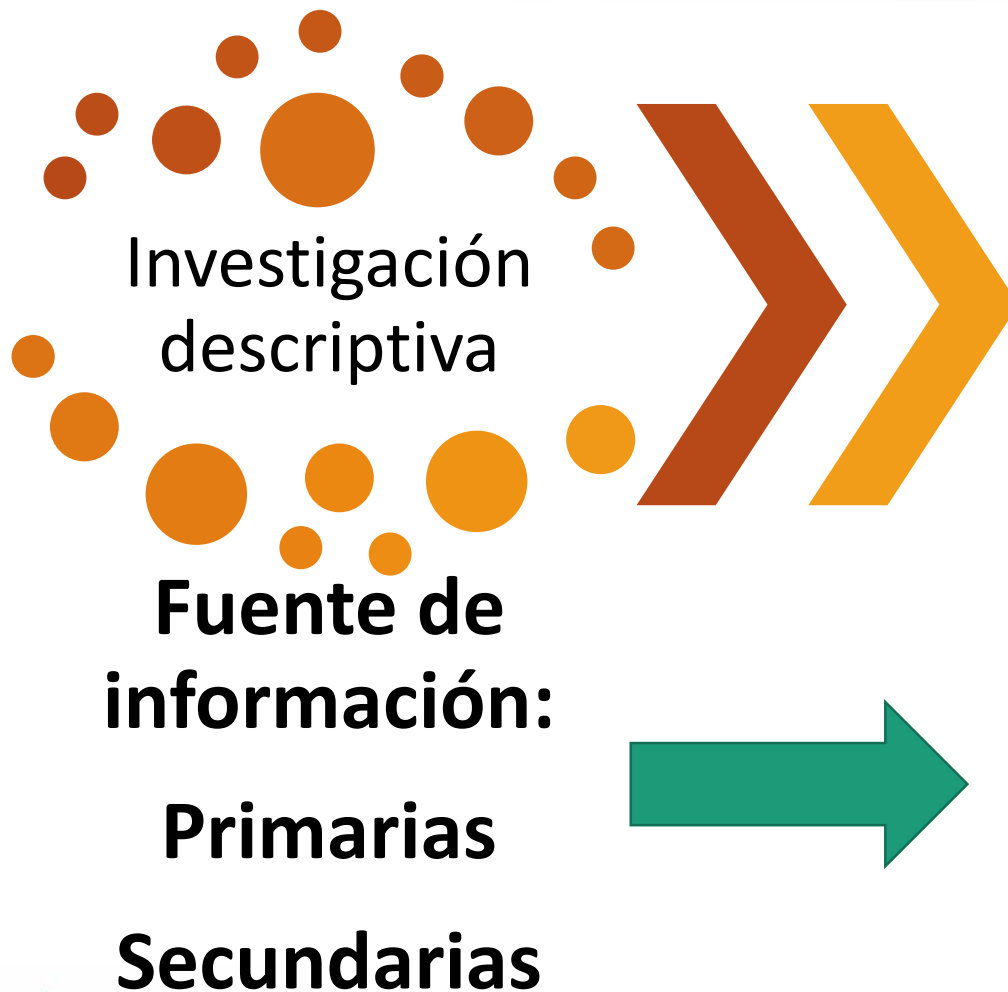 Investigación
descriptiva
Fuente de
información:
Primarias
Secundarias